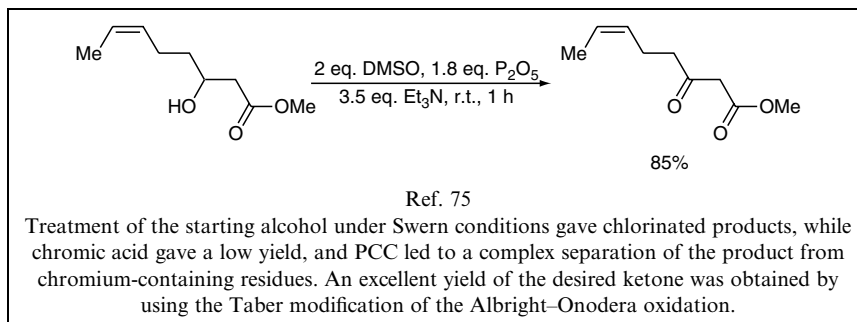 Me
HO
O
OMe
2 eq. DMSO, 1.8 eq. P₂O₅
3.5 eq. Et₃N, r.t., 1 h
Me
O
O
OMe
85%
Ref. 75
Treatment of the starting alcohol under Swern conditions gave chlorinated products, while
chromic acid gave a low yield, and PCC led to a complex separation of the product from
chromium-containing residues. An excellent yield of the desired ketone was obtained by
using the Taber modification of the Albright–Onodera oxidation.